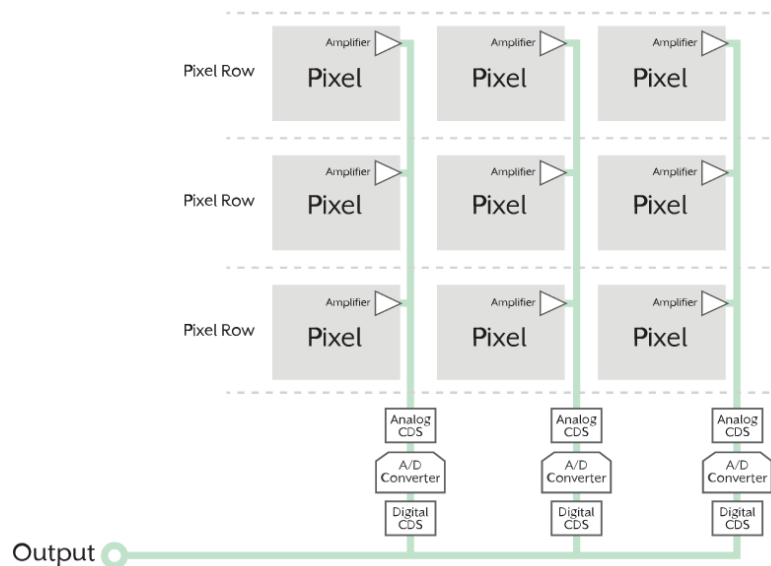 Amplifier Amplifier Amplifier
Pixel Row Pixel Pixel Pixel
Amplifier Amplifier Amplifier
Pixel Row Pixel Pixel Pixel
Amplifier Amplifier Amplifier
Pixel Row Pixel Pixel Pixel
Analog Analog Analog
CDS CDS CDS
A/D A/D A/D
Converter Converter Converter
Digital Digital Digital
CDS CDS CDS
Output